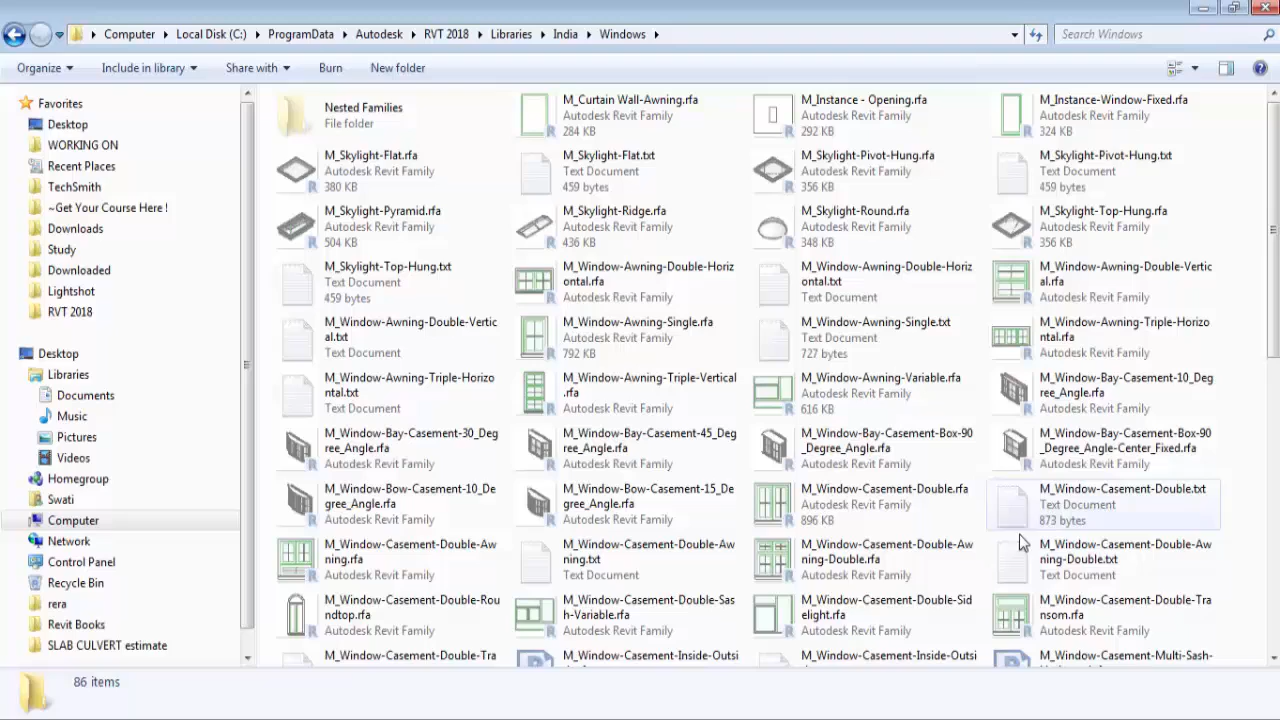 Computer Local Disk (C:) ProgramData Autodesk RVT 2018 Libraries India Windows Search Windows
Organize Include in library Share with Burn New folder
Favorites
Desktop
WORKING ON
Recent Places
TechSmith
~Get Your Course Here !
Downloads
Study
Downloaded
Lightshot
RVT 2018
Desktop
Libraries
Documents
Music
Pictures
Videos
Homegroup
Swati
Computer
Network
Control Panel
Recycle Bin
rera
Revit Books
SLAB CULVERT estimate
Nested Families
File folder
M_Curtain Wall-Awning.rfa
Autodesk Revit Family
284 KB
M_Instance - Opening.rfa
Autodesk Revit Family
292 KB
M_Instance-Window-Fixed.rfa
Autodesk Revit Family
324 KB
M_Skylight-Flat.rfa
Autodesk Revit Family
380 KB
M_Skylight-Flat.txt
Text Document
459 bytes
M_Skylight-Pivot-Hung.rfa
Autodesk Revit Family
356 KB
M_Skylight-Pivot-Hung.txt
Text Document
459 bytes
M_Skylight-Pyramid.rfa
Autodesk Revit Family
504 KB
M_Skylight-Ridge.rfa
Autodesk Revit Family
436 KB
M_Skylight-Round.rfa
Autodesk Revit Family
348 KB
M_Skylight-Top-Hung.rfa
Autodesk Revit Family
356 KB
M_Skylight-Top-Hung.txt
Text Document
459 bytes
M_Window-Awning-Double-Horiz
ontal.rfa
Autodesk Revit Family
M_Window-Awning-Double-Horiz
ontal.txt
Text Document
M_Window-Awning-Double-Vertic
al.rfa
Autodesk Revit Family
M_Window-Awning-Double-Vertic
al.txt
Text Document
M_Window-Awning-Single.rfa
Autodesk Revit Family
792 KB
M_Window-Awning-Single.txt
Text Document
727 bytes
M_Window-Awning-Triple-Horizo
ntal.rfa
Autodesk Revit Family
M_Window-Awning-Triple-Horizo
ntal.txt
Text Document
M_Window-Awning-Triple-Vertical
.rfa
Autodesk Revit Family
M_Window-Awning-Variable.rfa
Autodesk Revit Family
616 KB
M_Window-Bay-Casement-10_Deg
ree_Angle.rfa
Autodesk Revit Family
M_Window-Bay-Casement-30_Deg
ree_Angle.rfa
Autodesk Revit Family
M_Window-Bay-Casement-45_Deg
ree_Angle.rfa
Autodesk Revit Family
M_Window-Bay-Casement-Box-90
_Degree_Angle.rfa
Autodesk Revit Family
M_Window-Bay-Casement-Box-90
_Degree_Angle-Center_Fixed.rfa
Autodesk Revit Family
M_Window-Bow-Casement-10_De
gree_Angle.rfa
Autodesk Revit Family
M_Window-Bow-Casement-15_De
gree_Angle.rfa
Autodesk Revit Family
M_Window-Casement-Double.rfa
Autodesk Revit Family
896 KB
M_Window-Casement-Double.txt
Text Document
873 bytes
M_Window-Casement-Double-Aw
ning.rfa
Autodesk Revit Family
M_Window-Casement-Double-Aw
ning.txt
Text Document
M_Window-Casement-Double-Aw
ning-Double.rfa
Autodesk Revit Family
M_Window-Casement-Double-Aw
ning-Double.txt
Text Document
M_Window-Casement-Double-Rou
ndtop.rfa
Autodesk Revit Family
M_Window-Casement-Double-Sas
h-Variable.rfa
Autodesk Revit Family
M_Window-Casement-Double-Sid
elight.rfa
Autodesk Revit Family
M_Window-Casement-Double-Tra
nsom.rfa
Autodesk Revit Family
M_Window-Casement-Double-Tra
M_Window-Casement-Inside-Outsi
M_Window-Casement-Inside-Outsi
M_Window-Casement-Multi-Sash-
86 items